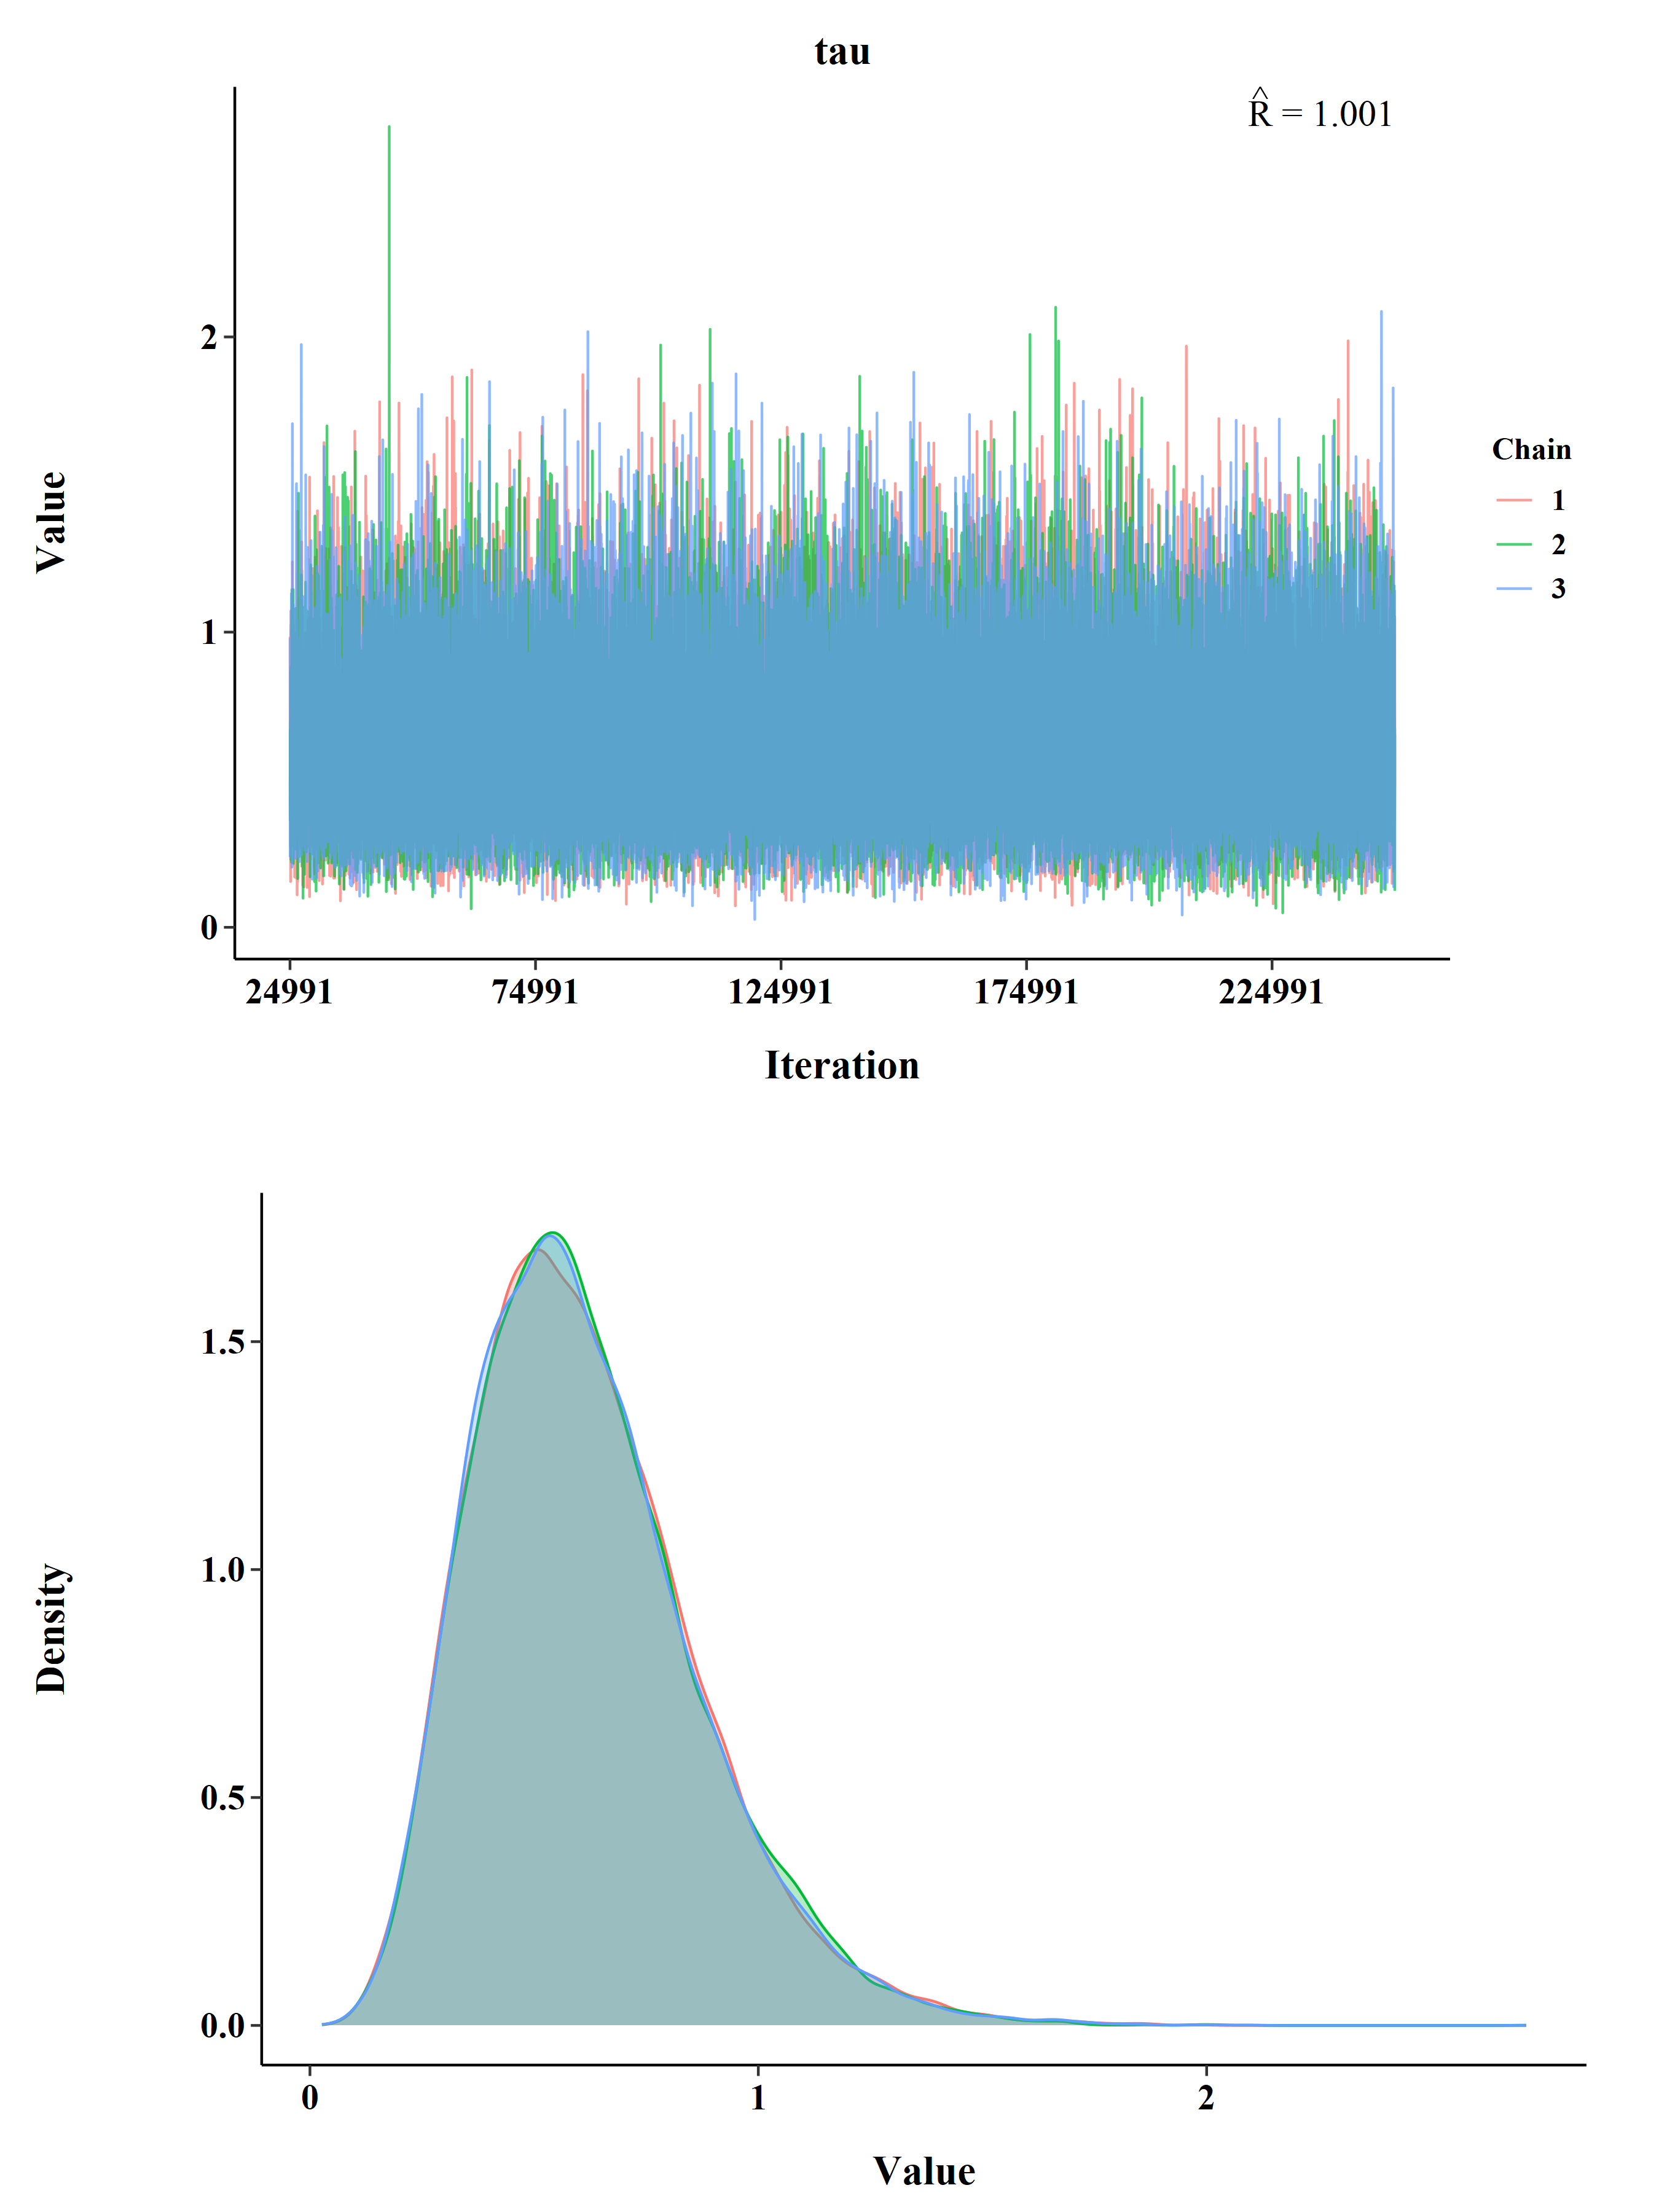 tau
R̂ = 1.001
Value
2
1
0
24991 74991 124991 174991 224991
Iteration
Chain
1
2
3
Density
1.5
1.0
0.5
0.0
0 1 2
Value